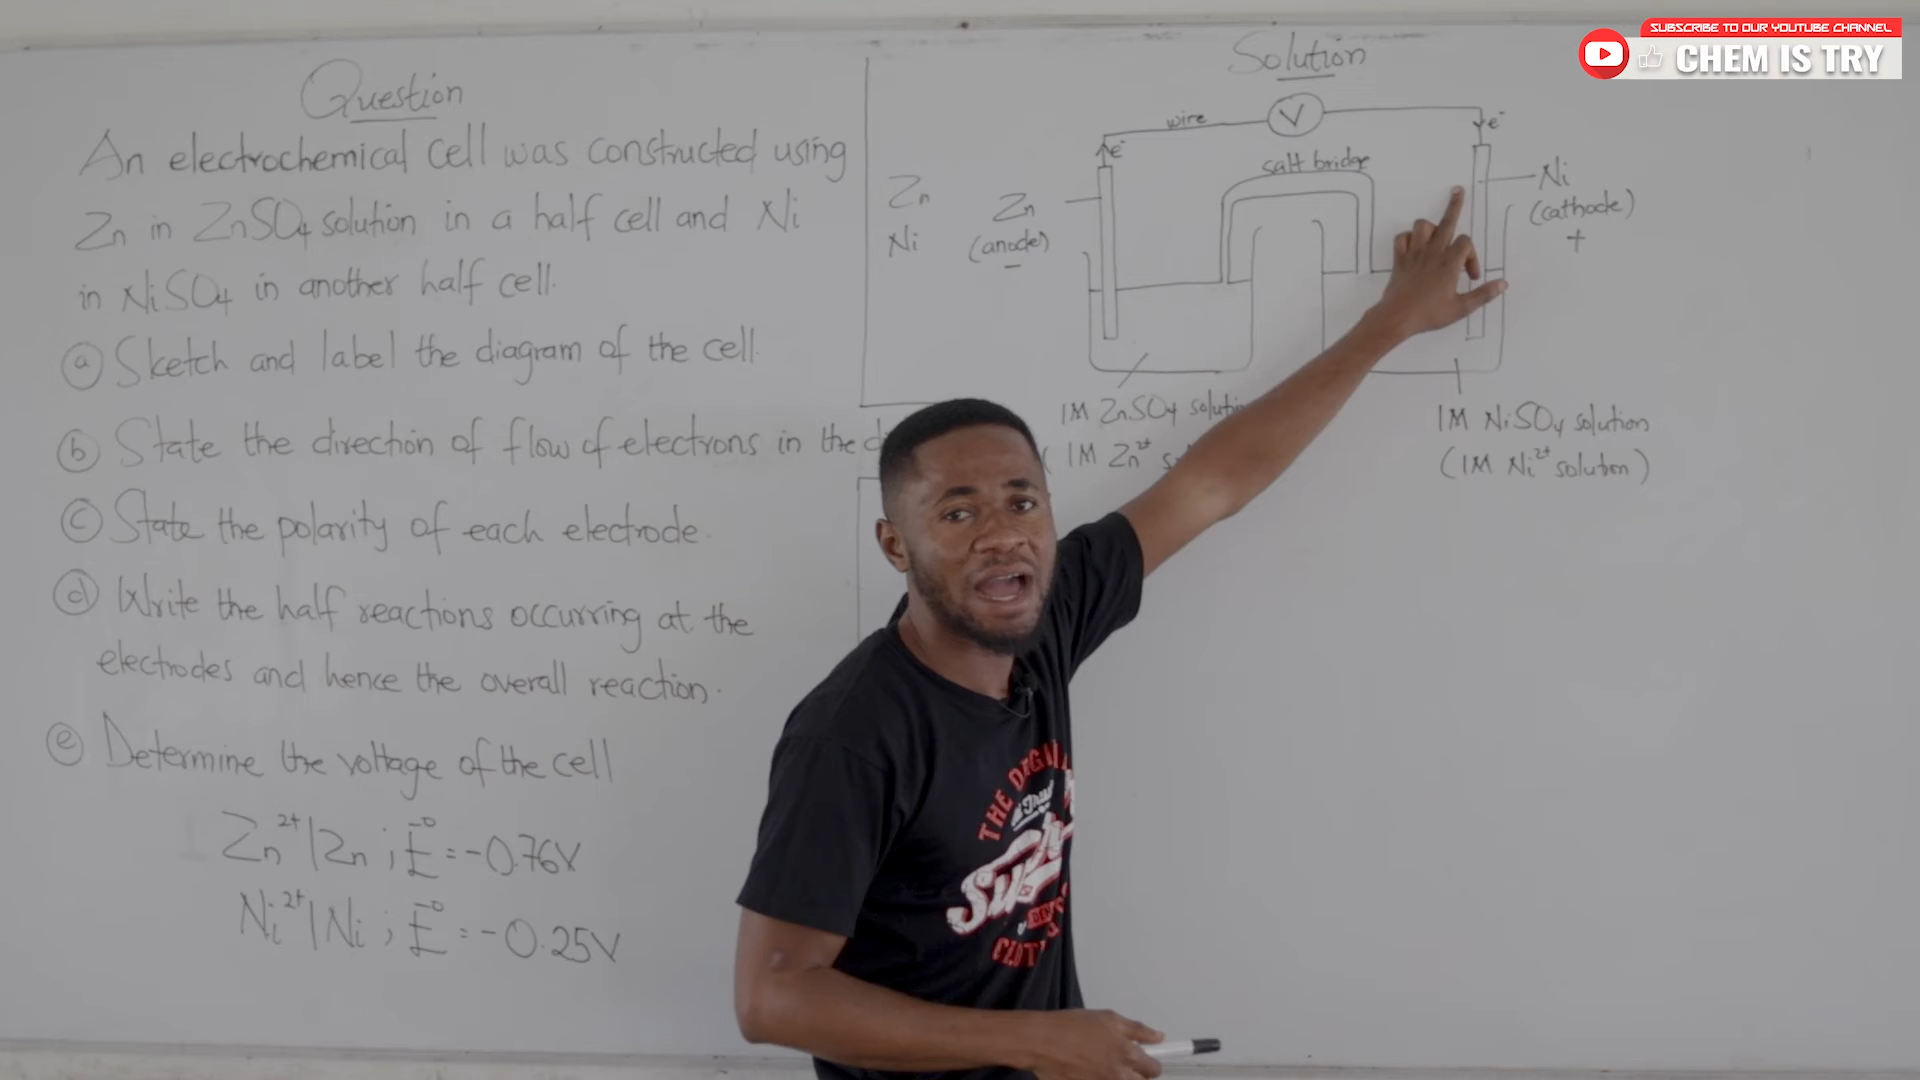 SUBSCRIBE TO OUR YOUTUBE CHANNEL
CHEM IS TRY
Question
An electrochemical cell was constructed using
Zn in ZnSO4 solution in a half cell and Ni
in NiSO4 in another half cell.
(a) Sketch and label the diagram of the cell.
(b) State the direction of flow of electrons in the
(c) State the polarity of each electrode.
(d) Write the half reactions occurring at the
electrodes and hence the overall reaction.
(e) Determine the voltage of the cell
Zn²⁺|Zn ; E⁻⁰ = -0.76V
Ni²⁺|Ni ; E⁻⁰ = -0.25V
Solution
wire
V
e⁻
e⁻
salt bridge
Zn
Ni
Zn
(anode)
−
Ni
(cathode)
+
1M ZnSO4
(1M Zn²⁺
1M NiSO4 solution
(1M Ni²⁺ solution)
THE
CLOT